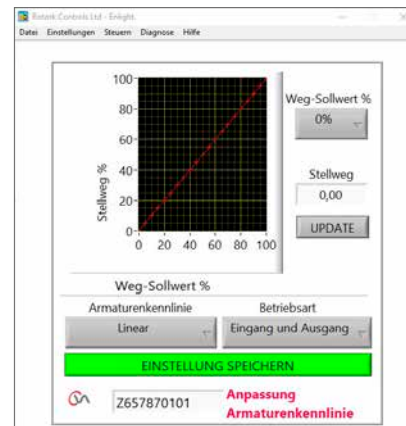 Rotork Controls Ltd - Enlight.
Datei Einstellungen Steuern Diagnose Hilfe
100
80
60
40
20
0
0 20 40 60 80 100
Stellweg %
Weg-Sollwert %
Weg-Sollwert %
0%
Stellweg
0,00
UPDATE
Armaturenkennlinie
Linear
Betriebsart
Eingang und Ausgang
EINSTELLUNG SPEICHERN
Z657870101
Anpassung
Armaturenkennlinie